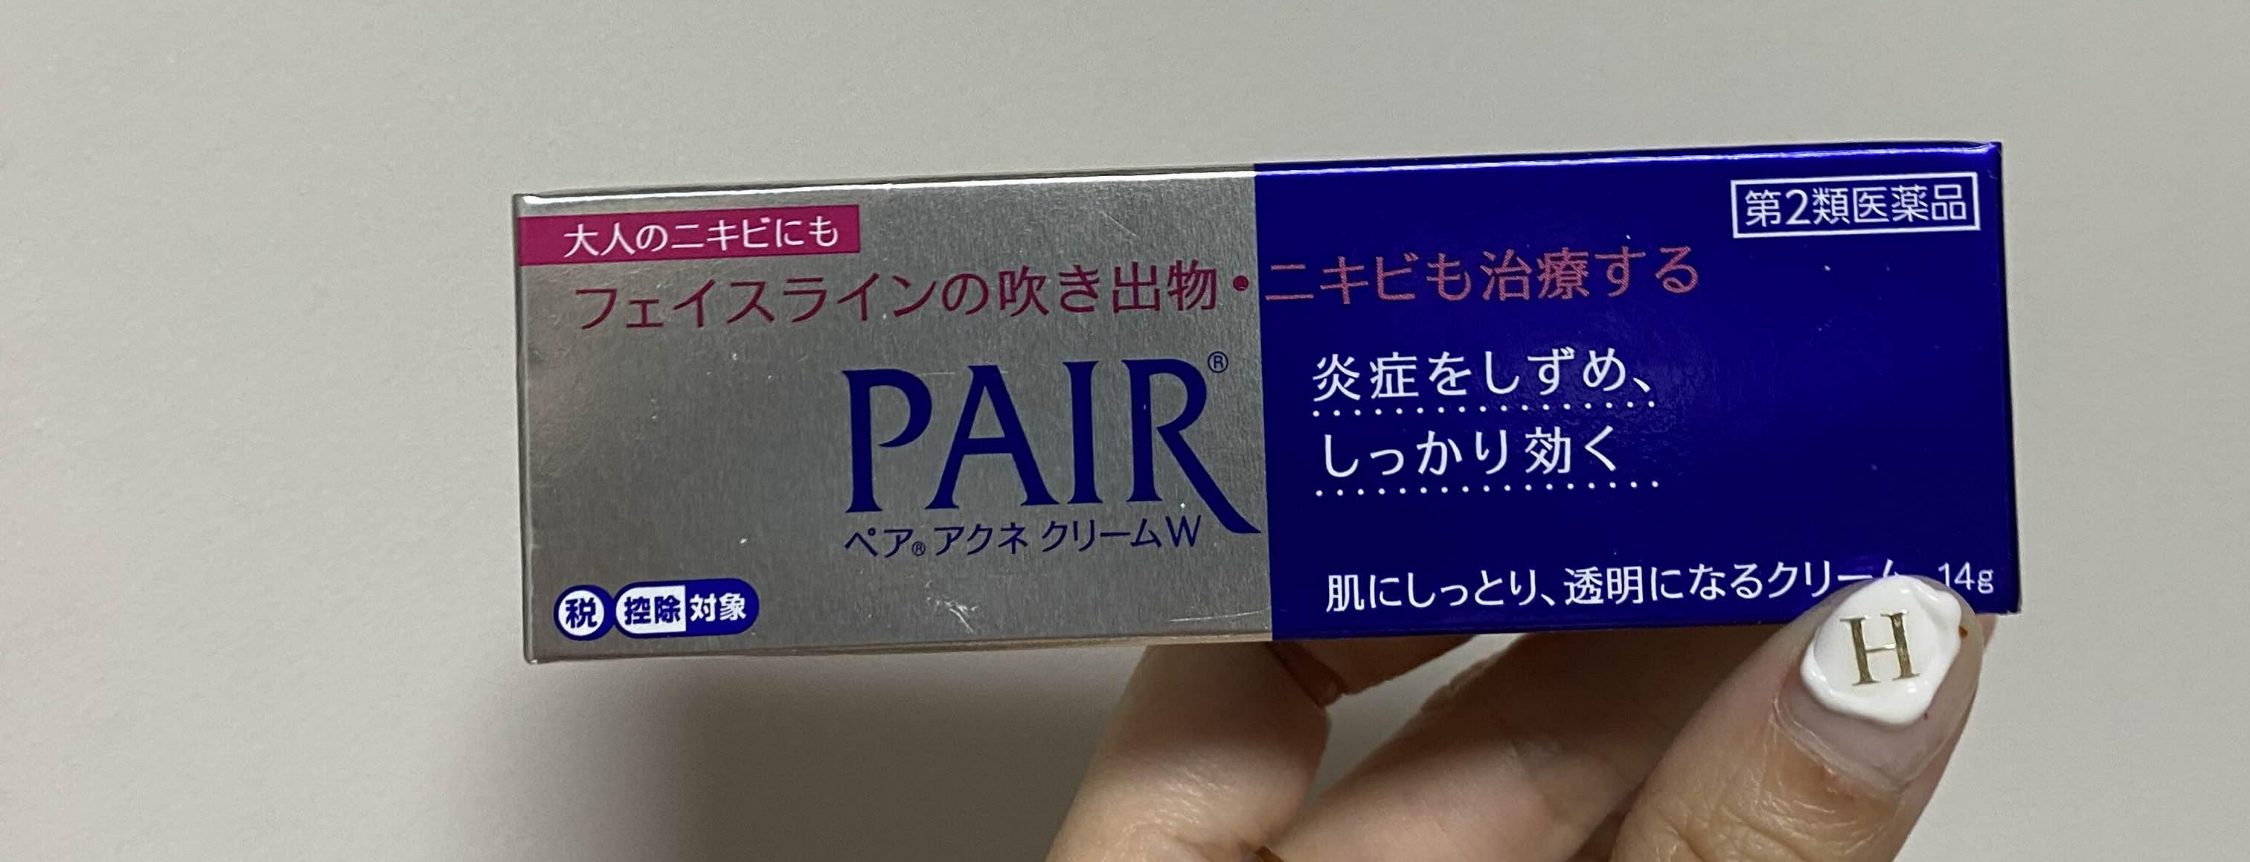 大人のニキビにも
第2類医薬品
フェイスラインの吹き出物・ニキビも治療する
PAIR®
ペア®アクネ クリームW
炎症をしずめ、
しっかり効く
肌にしっとり、透明になるクリーム 14g
税 控除対象
H